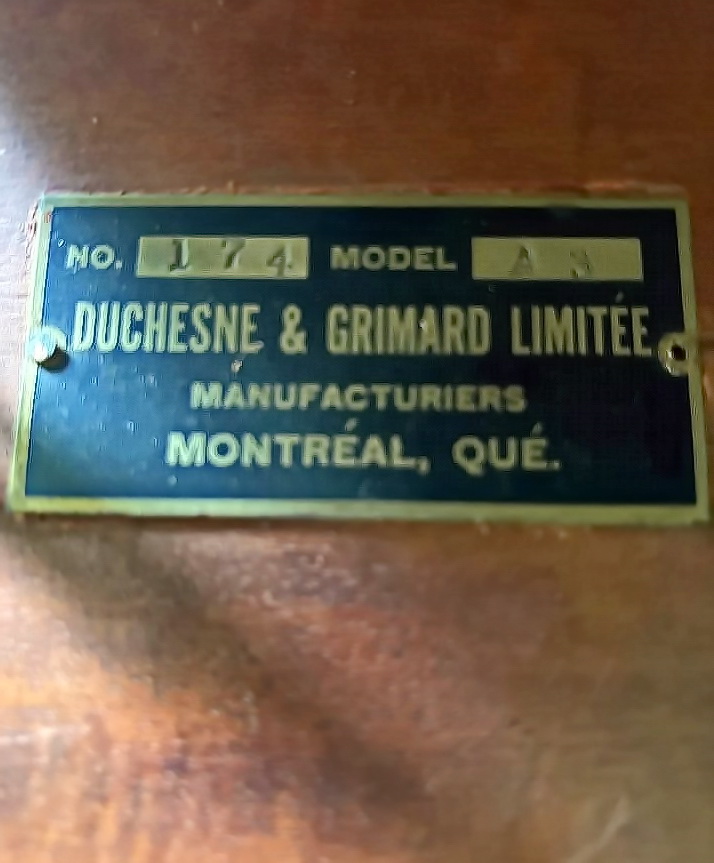 NO. 174 MODEL A 3
DUCHESNE & GRIMARD LIMITÉE
MANUFACTURIERS
MONTRÉAL, QUÉ.